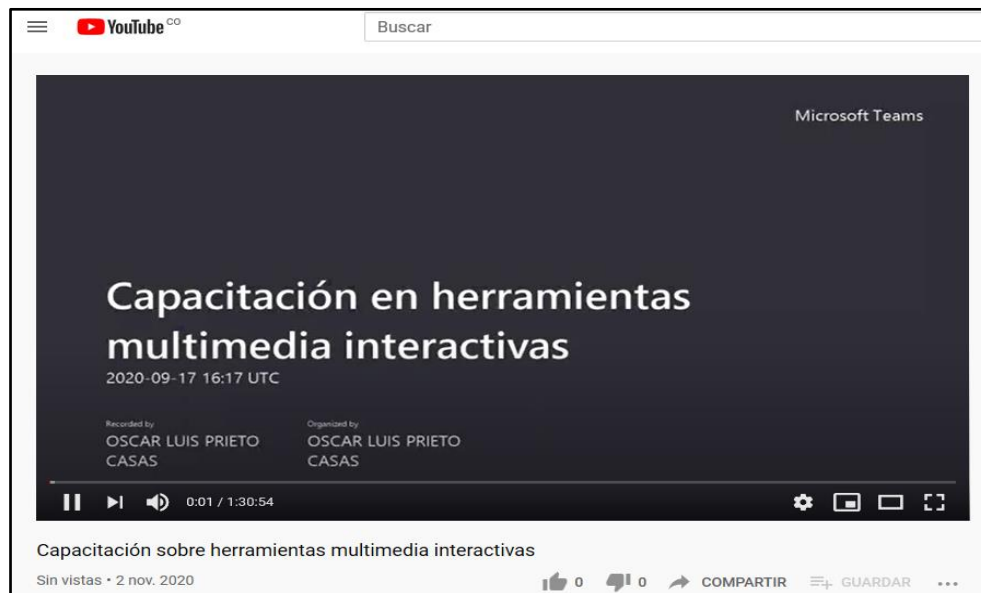 YouTube CO
Buscar
Microsoft Teams
Capacitación en herramientas
multimedia interactivas
2020-09-17 16:17 UTC
Recorded by
OSCAR LUIS PRIETO
CASAS
Organized by
OSCAR LUIS PRIETO
CASAS
0:01 / 1:30:54
Capacitación sobre herramientas multimedia interactivas
Sin vistas • 2 nov. 2020
0
0
COMPARTIR
GUARDAR